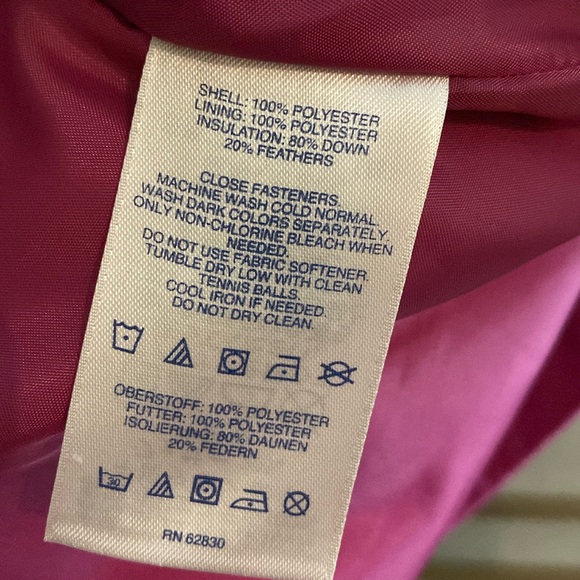 SHELL: 100% POLYESTER
LINING: 100% POLYESTER
INSULATION: 80% DOWN
20% FEATHERS
CLOSE FASTENERS.
MACHINE WASH COLD NORMAL
WASH DARK COLORS SEPARATELY
ONLY NON-CHLORINE BLEACH WHEN
NEEDED.
DO NOT USE FABRIC SOFTENER.
TUMBLE DRY LOW WITH CLEAN
TENNIS BALLS.
COOL IRON IF NEEDED.
DO NOT DRY CLEAN.
OBERSTOFF: 100% POLYESTER
FUTTER: 100% POLYESTER
ISOLIERUNG: 80% DAUNEN
20% FEDERN
30
RN 62830